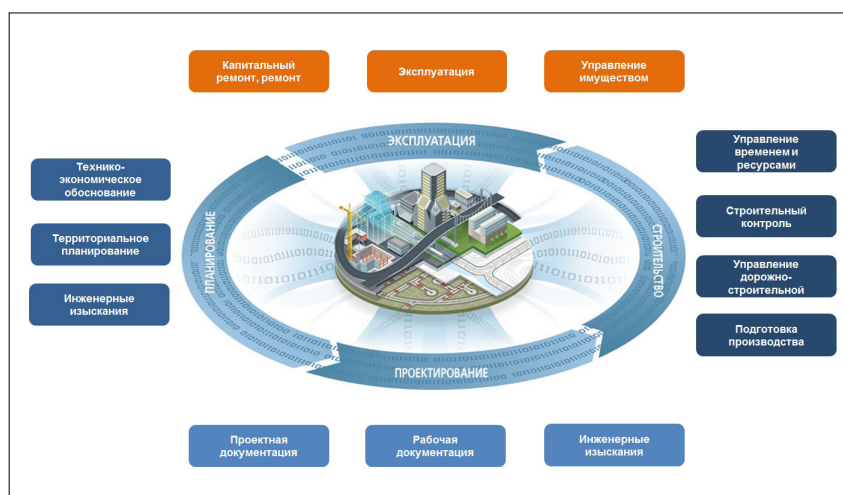 Капитальный
ремонт, ремонт
Эксплуатация
Управление
имуществом
ЭКСПЛУАТАЦИЯ
Технико-
экономическое
обоснование
Территориальное
планирование
Инженерные
изыскания
ПЛАНИРОВАНИЕ
СТРОИТЕЛЬСТВО
Управление
временем и
ресурсами
Строительный
контроль
Управление
дорожно-
строительной
Подготовка
производства
ПРОЕКТИРОВАНИЕ
Проектная
документация
Рабочая
документация
Инженерные
изыскания